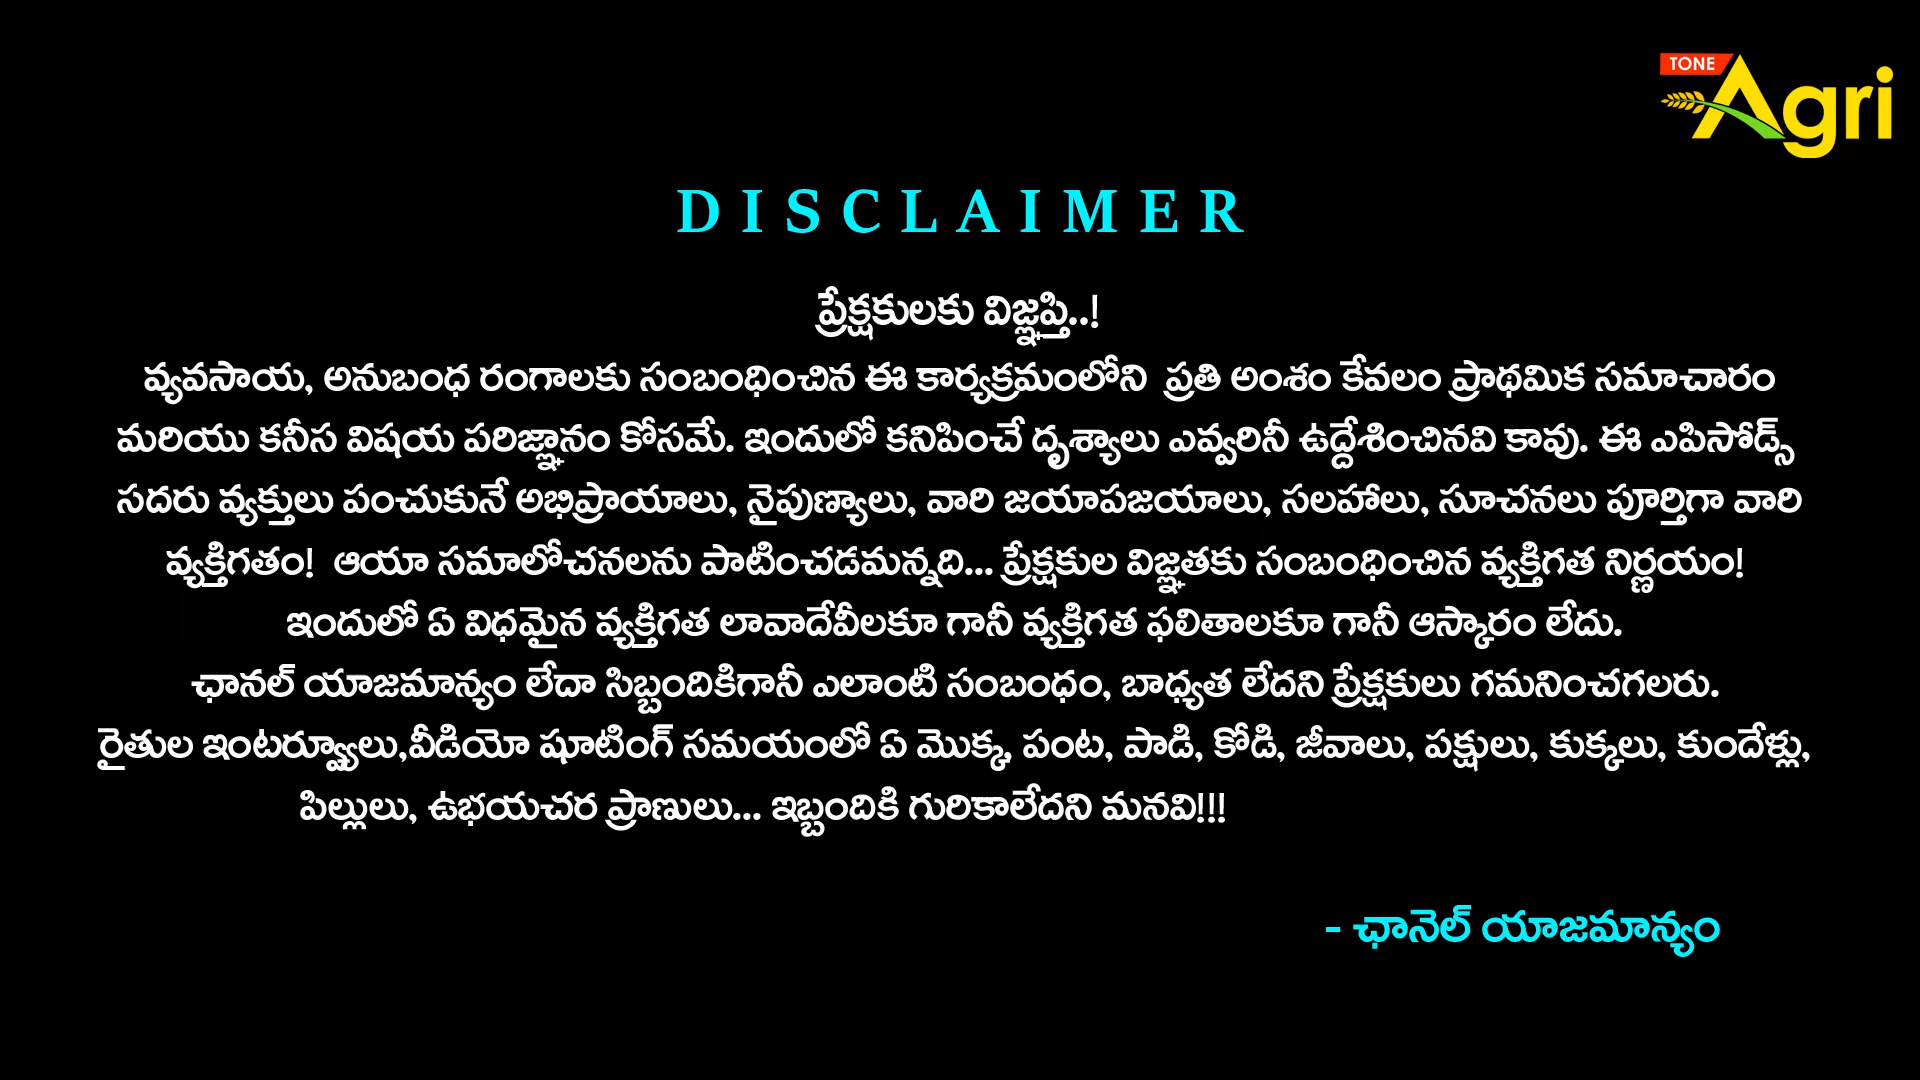 TONE
Agri
DISCLAIMER
ప్రేక్షకులకు విజ్ఞప్తి..!
వ్యవసాయ, అనుబంధ రంగాలకు సంబంధించిన ఈ కార్యక్రమంలోని ప్రతి అంశం కేవలం ప్రాథమిక సమాచారం
మరియు కనీస విషయ పరిజ్ఞానం కోసమే. ఇందులో కనిపించే దృశ్యాలు ఎవ్వరినీ ఉద్దేశించినవి కావు. ఈ ఎపిసోడ్స్
సదరు వ్యక్తులు పంచుకునే అభిప్రాయాలు, నైపుణ్యాలు, వారి జయాపజయాలు, సలహాలు, సూచనలు పూర్తిగా వారి
వ్యక్తిగతం! ఆయా సమాలోచనలను పాటించడమన్నది... ప్రేక్షకుల విజ్ఞతకు సంబంధించిన వ్యక్తిగత నిర్ణయం!
ఇందులో ఏ విధమైన వ్యక్తిగత లావాదేవీలకూ గానీ వ్యక్తిగత ఫలితాలకూ గానీ ఆస్కారం లేదు.
ఛానల్ యాజమాన్యం లేదా సిబ్బందికిగానీ ఎలాంటి సంబంధం, బాధ్యత లేదని ప్రేక్షకులు గమనించగలరు.
రైతుల ఇంటర్వ్యూలు,వీడియో షూటింగ్ సమయంలో ఏ మొక్క, పంట, పాడి, కోడి, జీవాలు, పక్షులు, కుక్కలు, కుందేళ్లు,
పిల్లులు, ఉభయచర ప్రాణులు... ఇబ్బందికి గురికాలేదని మనవి!!!
- ఛానెల్ యాజమాన్యం